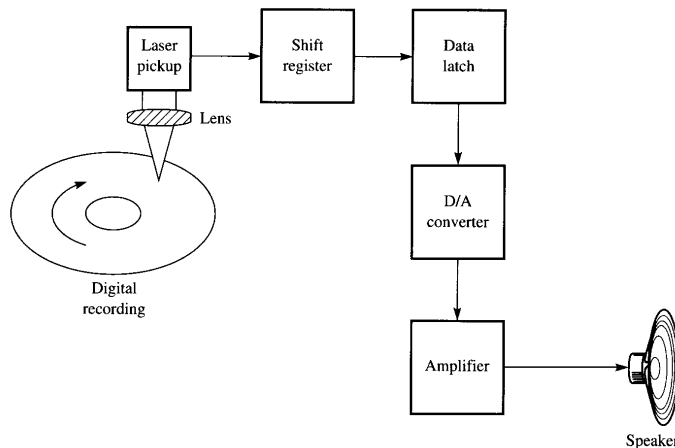 Laser
pickup
Shift
register
Data
latch
Lens
D/A
converter
Digital
recording
Amplifier
Speaker